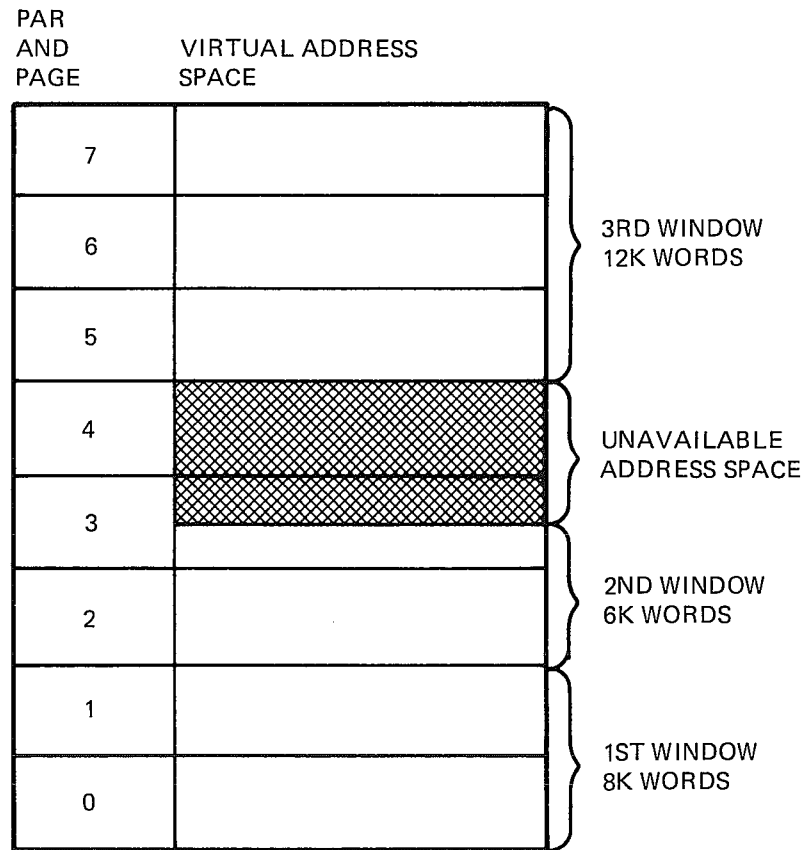 PAR
AND
PAGE
VIRTUAL ADDRESS
SPACE
7
6
5
4
3
2
1
0
3RD WINDOW
12K WORDS
UNAVAILABLE
ADDRESS SPACE
2ND WINDOW
6K WORDS
1ST WINDOW
8K WORDS